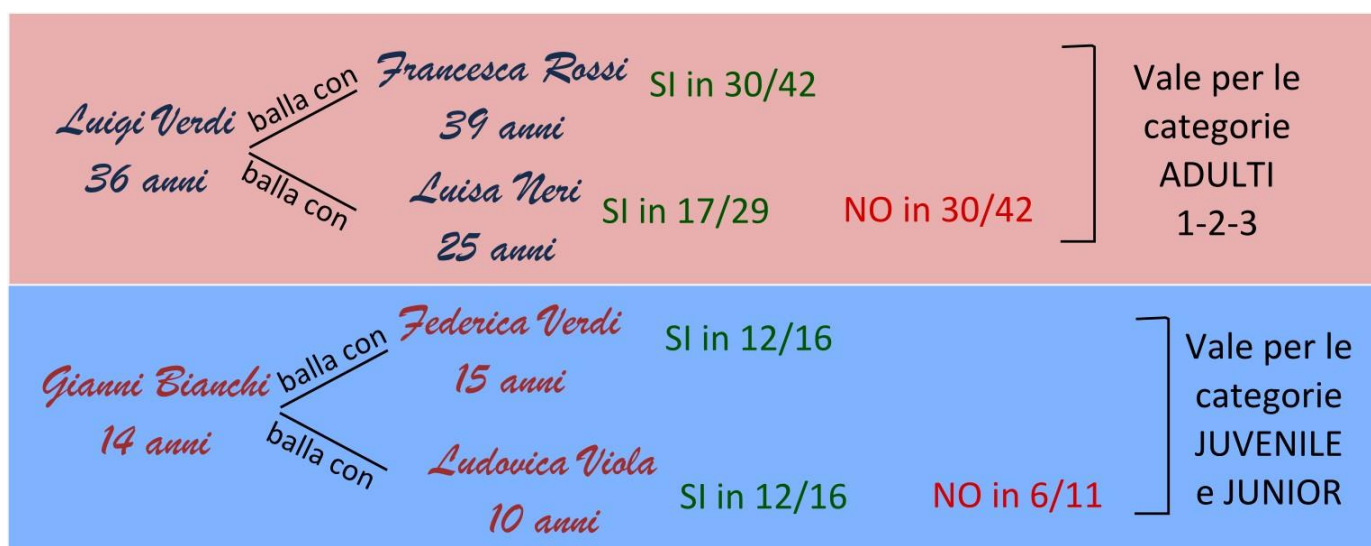 Luigi Verdi
36 anni
balla con
Francesca Rossi
39 anni
SI in 30/42
balla con
Luisa Neri
25 anni
SI in 17/29
NO in 30/42
Vale per le
categorie
ADULTI
1-2-3
Gianni Bianchi
14 anni
balla con
Federica Verdi
15 anni
SI in 12/16
balla con
Ludovica Viola
10 anni
SI in 12/16
NO in 6/11
Vale per le
categorie
JUVENILE
e JUNIOR